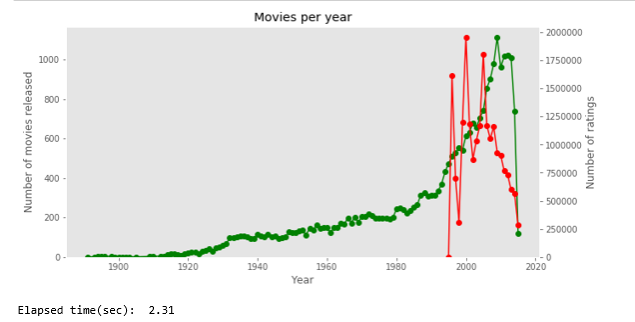 Movies per year
1000
800
600
400
200
0
Number of movies released
2000000
1750000
1500000
1250000
1000000
750000
500000
250000
0
Number of ratings
1900 1920 1940 1960 1980 2000 2020
Year
Elapsed time(sec): 2.31